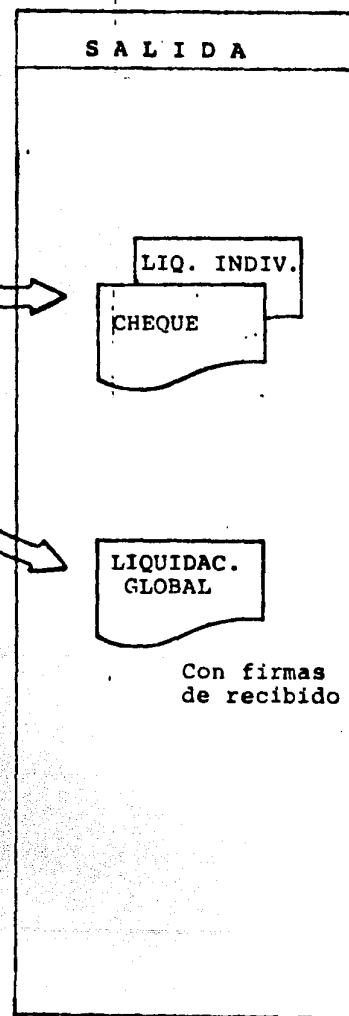 S A L I D A
LIQ. INDIV.
CHEQUE
LIQUIDAC.
GLOBAL
Con firmas
de recibido